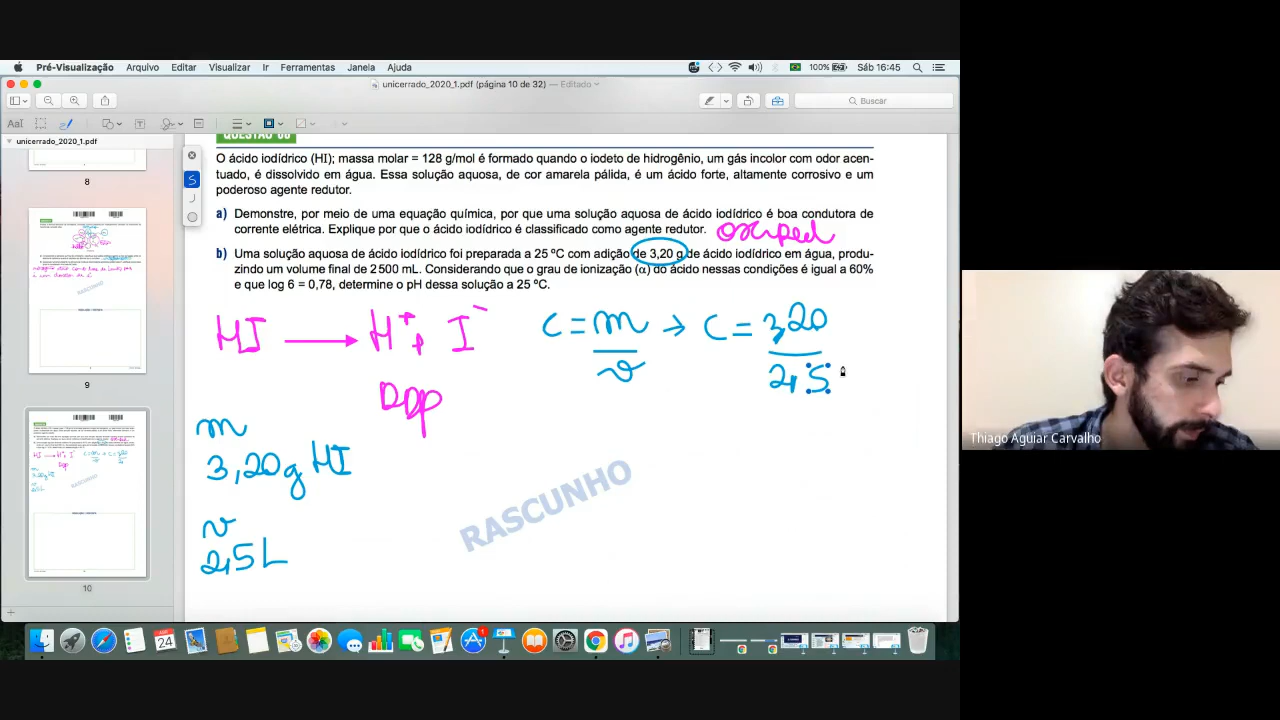 Pré-Visualização Arquivo Editar Visualizar Ir Ferramentas Janela Ajuda 100% Sáb 16:45
unicerrado_2020_1.pdf (página 10 de 32) — Editado
Buscar
unicerrado_2020_1.pdf
8
9
10
O ácido iodídrico (HI); massa molar = 128 g/mol é formado quando o iodeto de hidrogênio, um gás incolor com odor acen-
tuado, é dissolvido em água. Essa solução aquosa, de cor amarela pálida, é um ácido forte, altamente corrosivo e um
poderoso agente redutor.
a) Demonstre, por meio de uma equação química, por que uma solução aquosa de ácido iodídrico é boa condutora de
corrente elétrica. Explique por que o ácido iodídrico é classificado como agente redutor.
b) Uma solução aquosa de ácido iodídrico foi preparada a 25 ºC com adição de 3,20 g de ácido iodídrico em água, produ-
zindo um volume final de 2 500 mL. Considerando que o grau de ionização (α) do ácido nessas condições é igual a 60%
e que log 6 = 0,78, determine o pH dessa solução a 25 ºC.
HI → H+ + I-
C = m/v → C = 3,20/2,5
m
3,20g HI
v
2,5L
RASCUNHO
Thiago Aguiar Carvalho